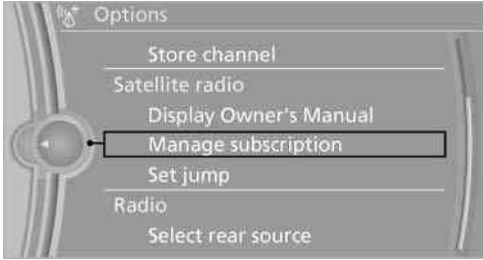 Options
Store channel
Satellite radio
Display Owner's Manual
Manage subscription
Set jump
Radio
Select rear source